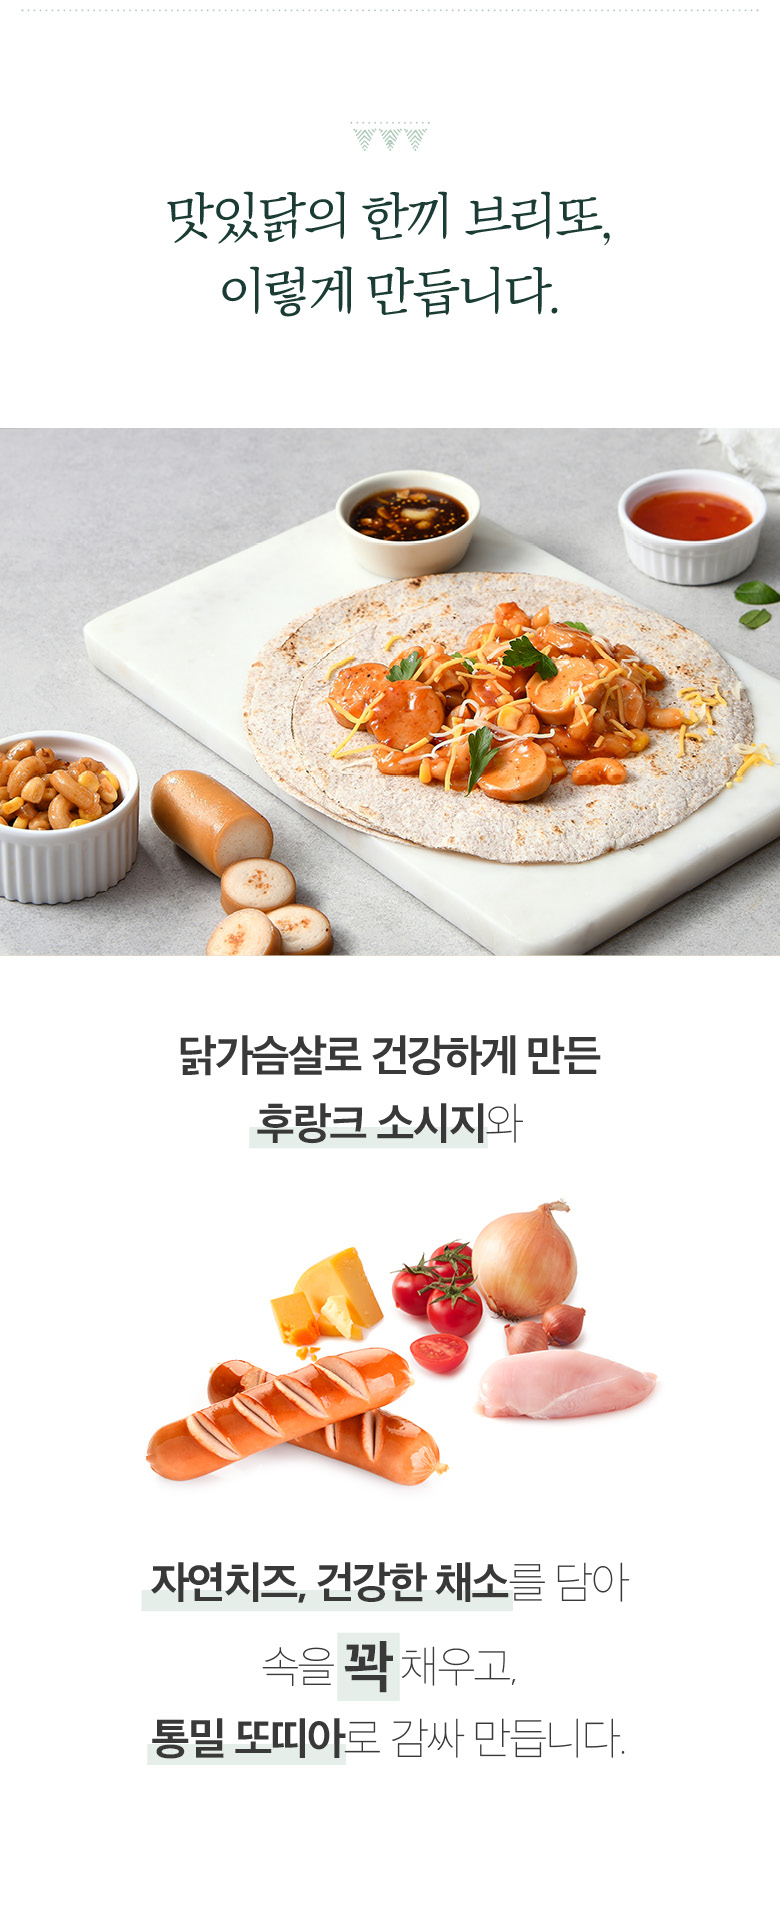 맛있닭의 한끼 브리또,
이렇게 만듭니다.
닭가슴살로 건강하게 만든
후랑크 소시지와
자연치즈, 건강한 채소를 담아
속을 꽉 채우고,
통밀 또띠아로 감싸 만듭니다.